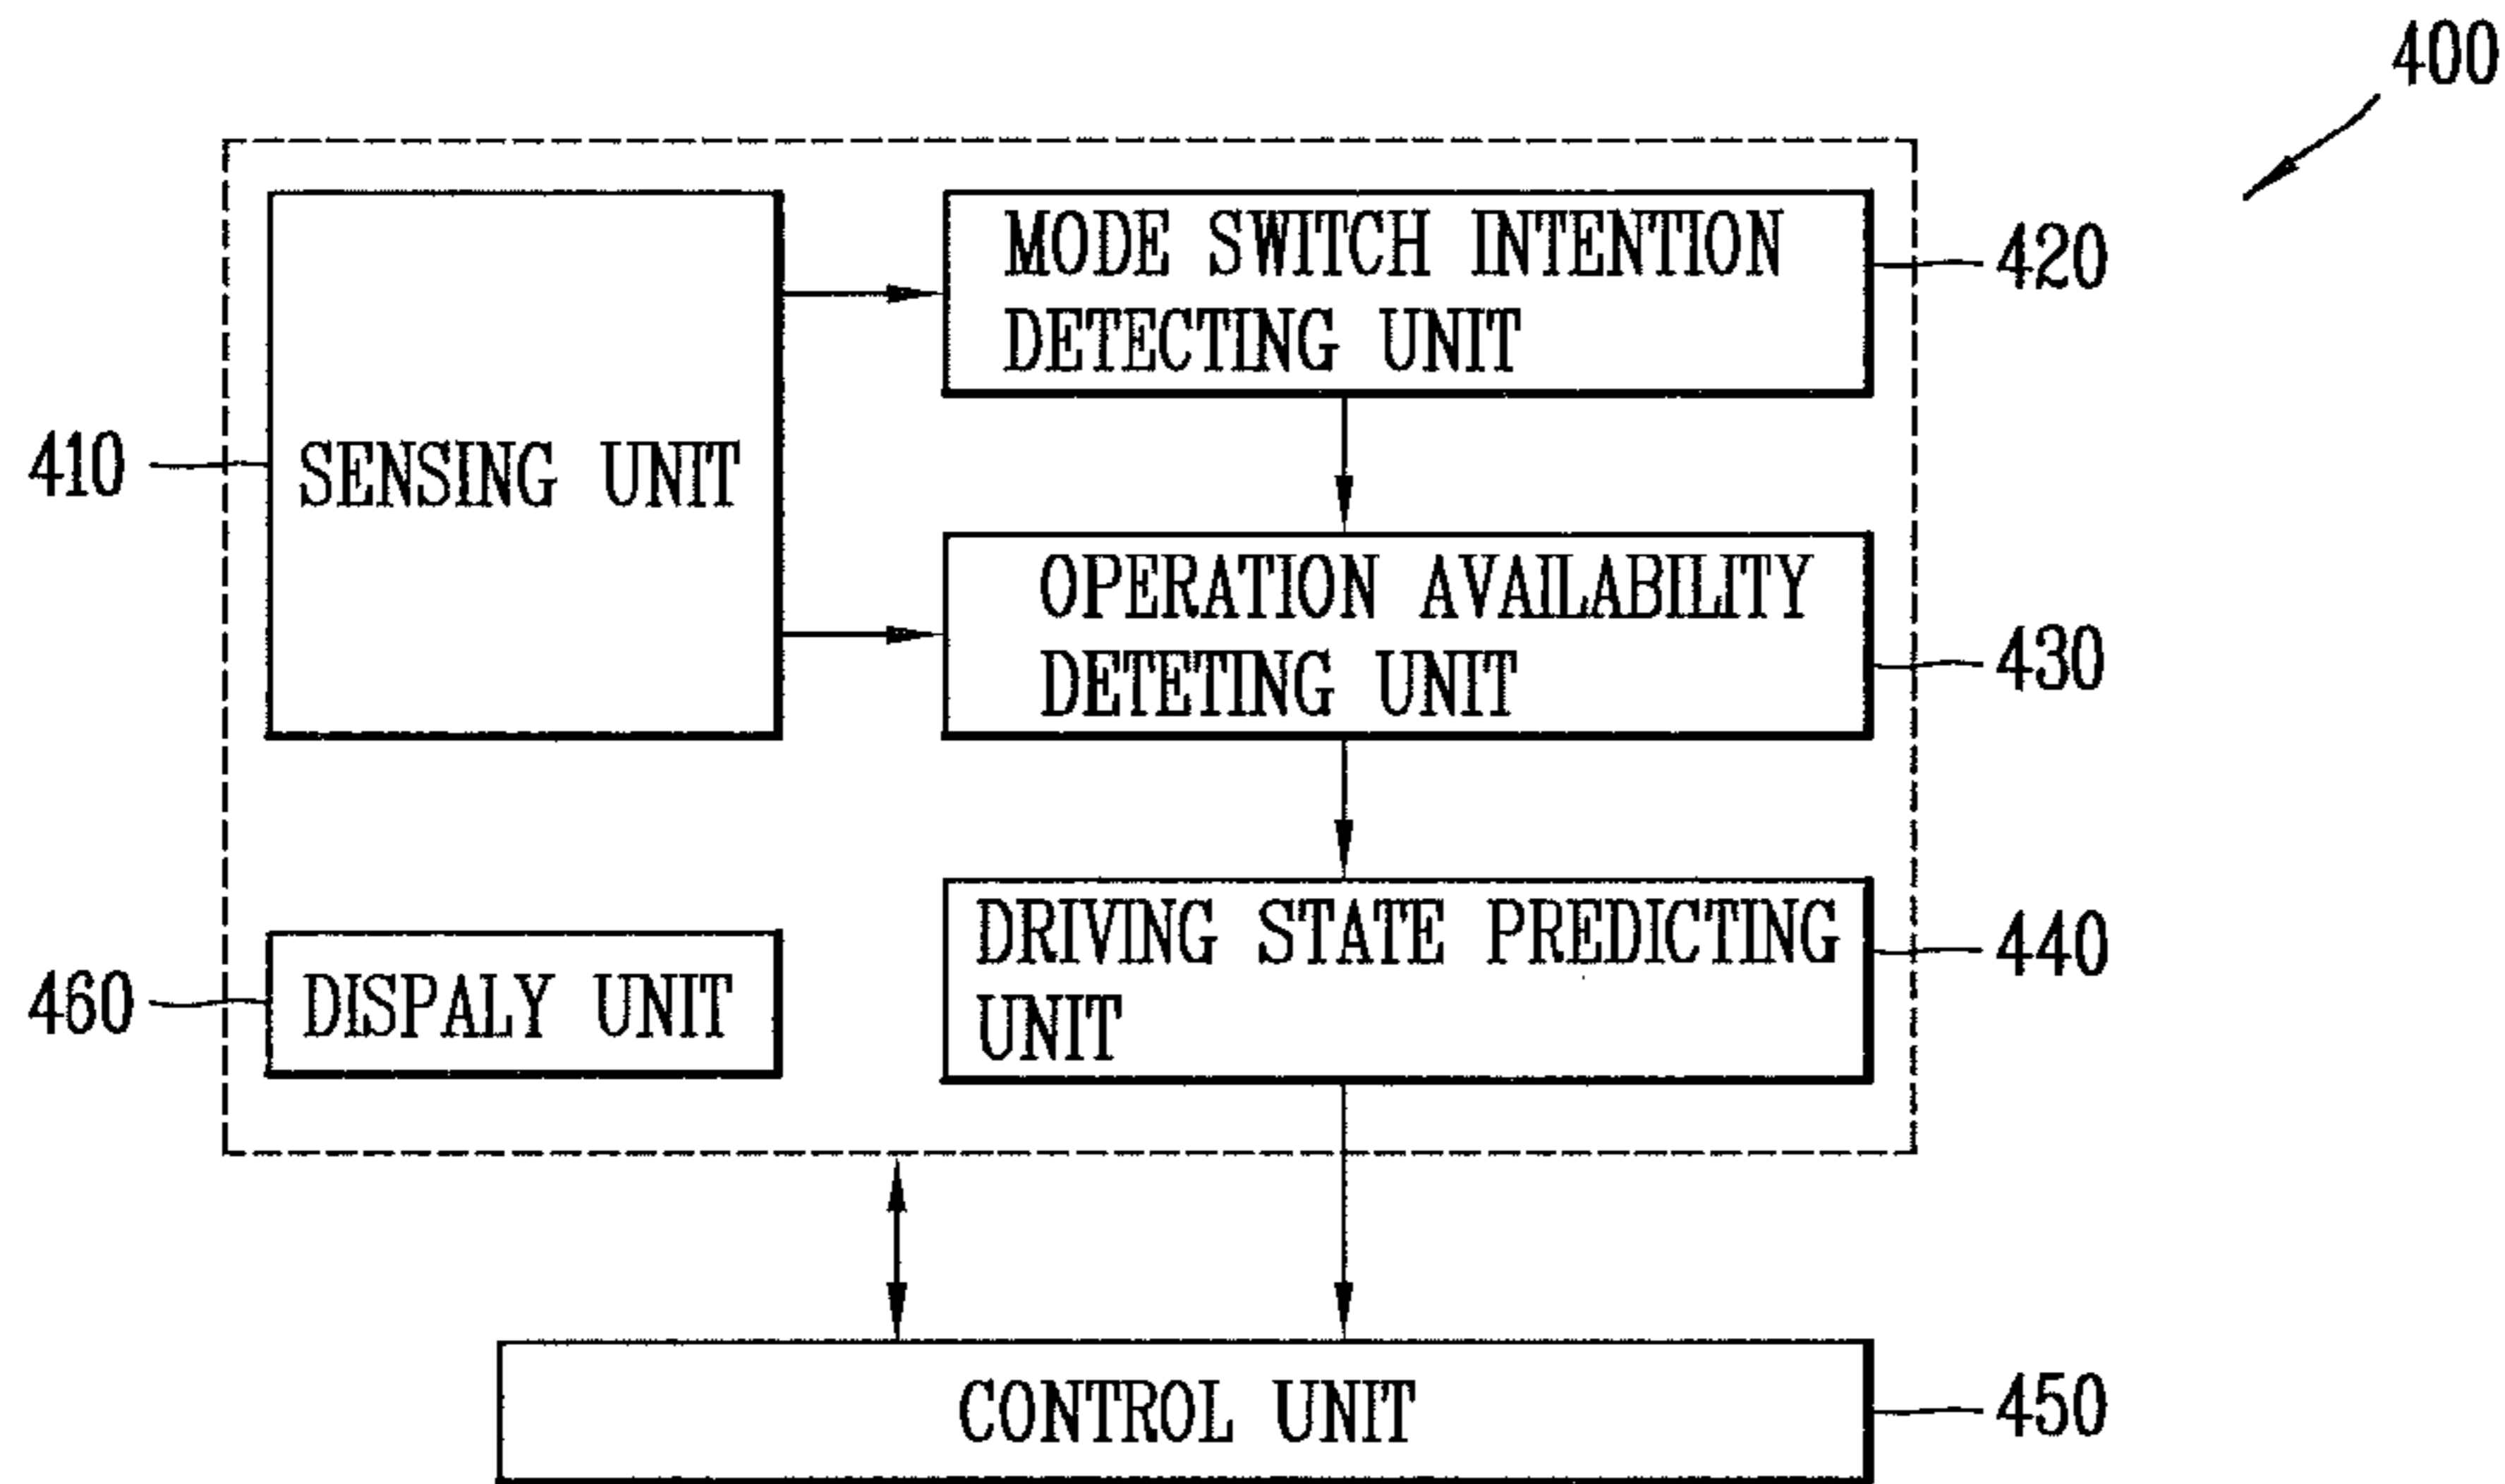 400
MODE SWITCH INTENTION
DETECTING UNIT
420
410
SENSING UNIT
OPERATION AVAILABILITY
DETETING UNIT
430
DRIVING STATE PREDICTING
UNIT
440
460
DISPALY UNIT
CONTROL UNIT
450